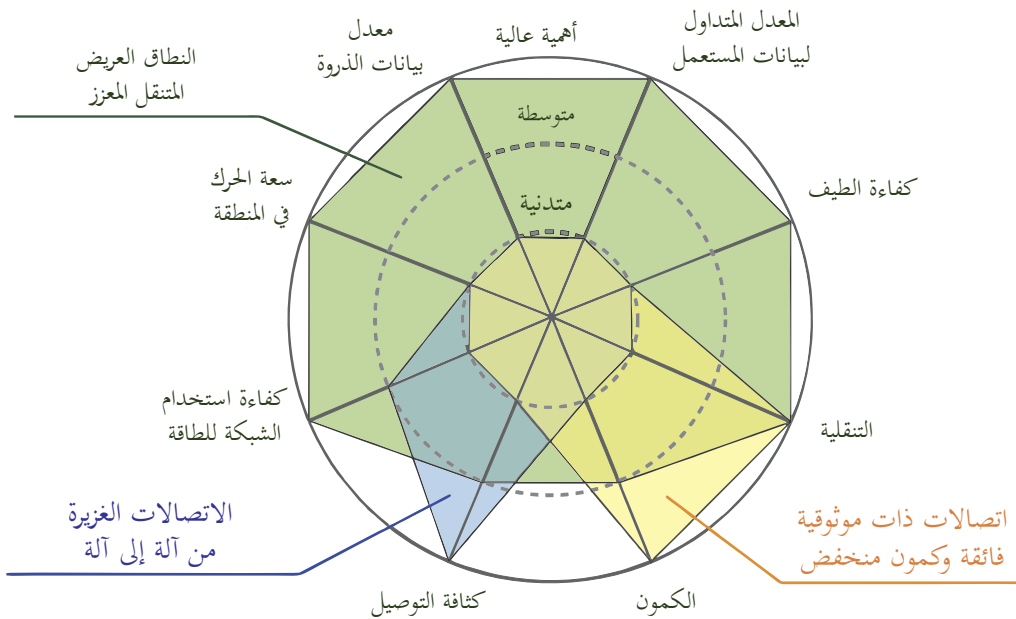 المعدل المتداول
لبيانات المستعمل
أهمية عالية
معدل
بيانات الذروة
النطاق العريض
المتنقل المعزز
متوسطة
متدنية
كفاءة الطيف
سعة الحرك
في المنطقة
التنقلية
كفاءة استخدام
الشبكة للطاقة
اتصالات ذات موثوقية
فائقة وكمون منخفض
الاتصالات الغزيرة
من آلة إلى آلة
الكمون
كثافة التوصيل